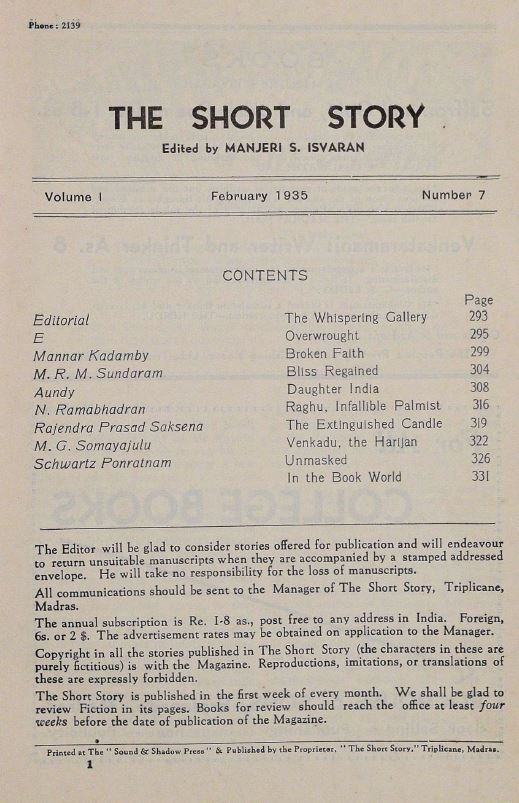 Phone : 2139
THE SHORT STORY
Edited by MANJERI S. ISVARAN
Volume I February 1935 Number 7
CONTENTS
Page
Editorial The Whispering Gallery 293
E Overwrought 295
Mannar Kadamby Broken Faith 299
M. R. M. Sundaram Bliss Regained 304
Aundy Daughter India 308
N. Ramabhadran Raghu, Infallible Palmist 316
Rajendra Prasad Saksena The Extinguished Candle 319
M. G. Somayajulu Venkadu, the Harijan 322
Schwartz Ponratnam Unmasked 326
In the Book World 331
The Editor will be glad to consider stories offered for publication and will endeavour
to return unsuitable manuscripts when they are accompanied by a stamped addressed
envelope. He will take no responsibility for the loss of manuscripts.
All communications should be sent to the Manager of The Short Story, Triplicane,
Madras.
The annual subscription is Re. 1-8 as., post free to any address in India. Foreign,
6s. or 2 $. The advertisement rates may be obtained on application to the Manager.
Copyright in all the stories published in The Short Story (the characters in these are
purely fictitious) is with the Magazine. Reproductions, imitations, or translations of
these are expressly forbidden.
The Short Story is published in the first week of every month. We shall be glad to
review Fiction in its pages. Books for review should reach the office at least four
weeks before the date of publication of the Magazine.
Printed at The " Sound & Shadow Press " & Published by the Proprietor, " The Short Story," Triplicane, Madras.
1